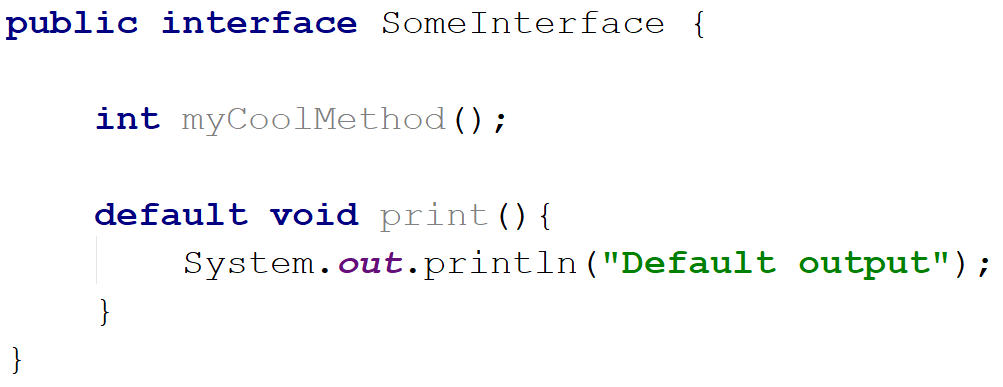 public interface SomeInterface {
int myCoolMethod();
default void print(){
System.out.println("Default output");
}
}